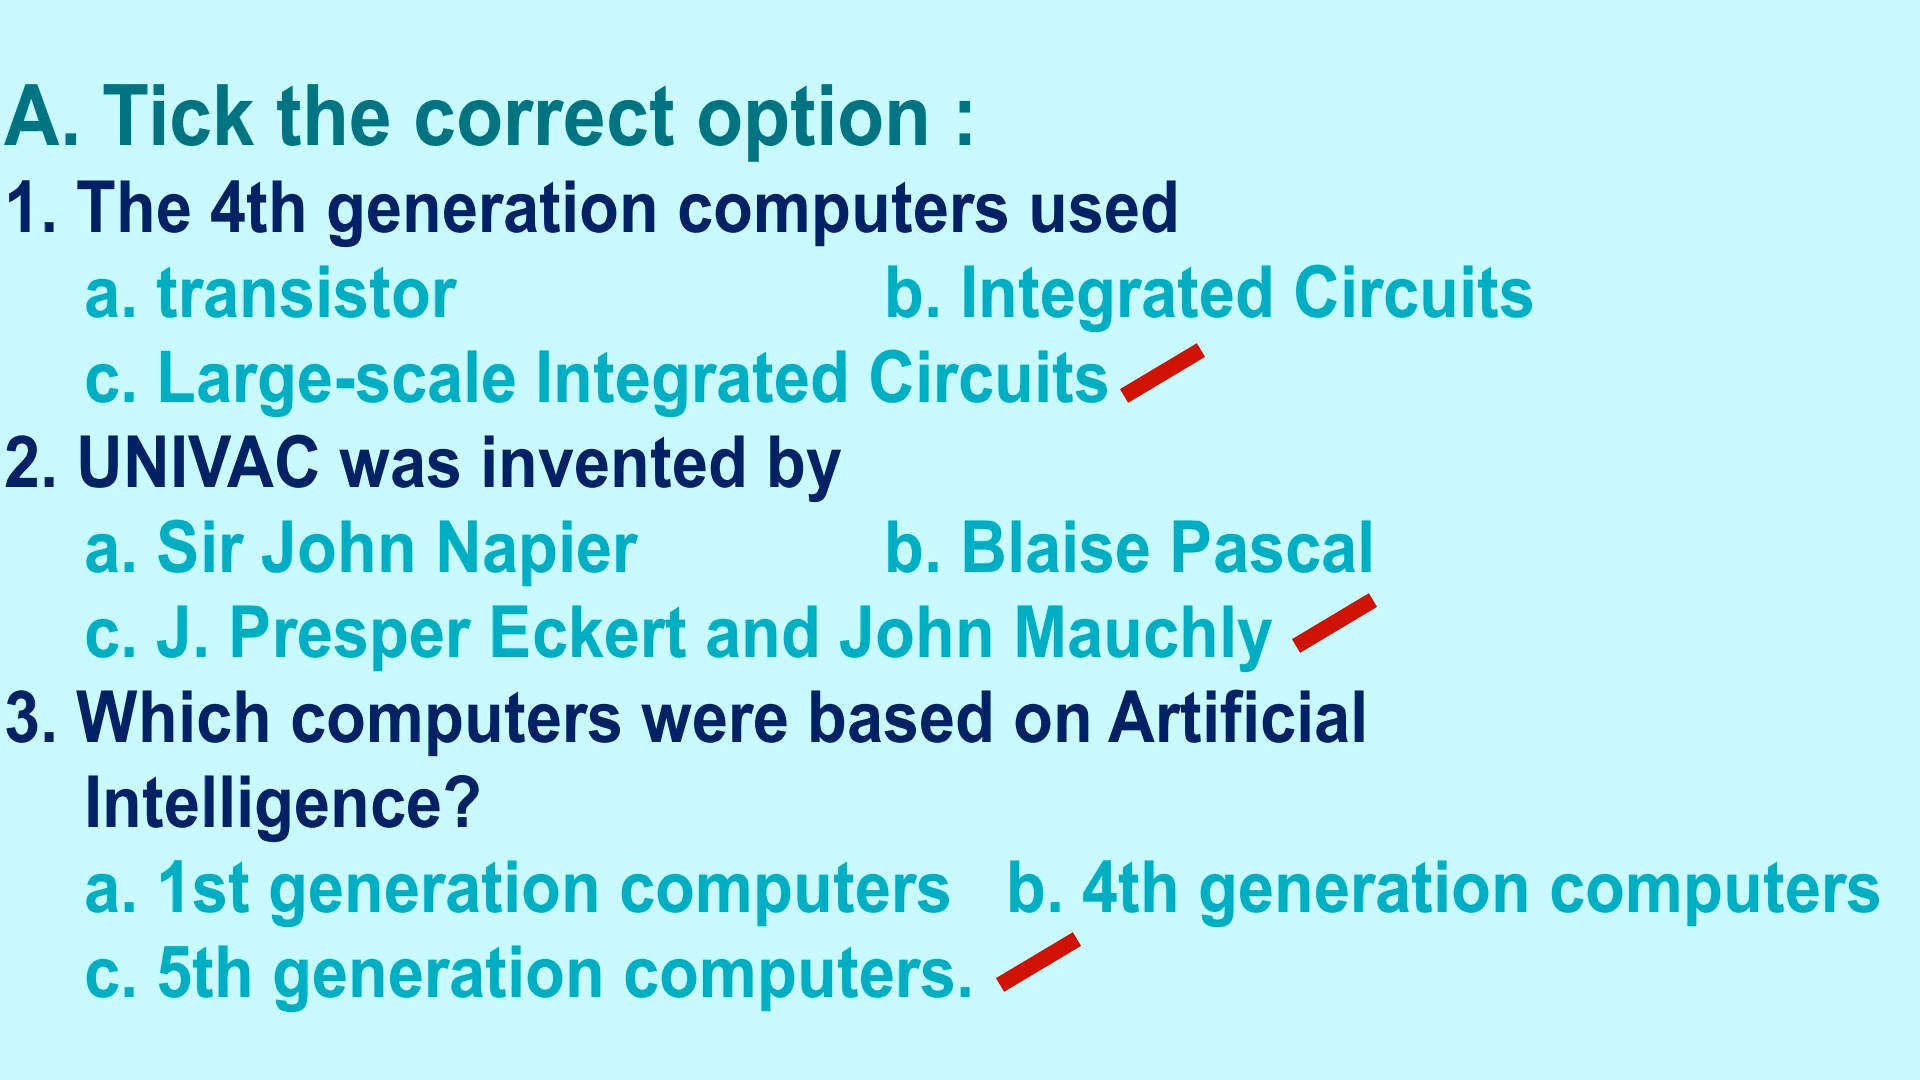 A. Tick the correct option :
1. The 4th generation computers used
a. transistor b. Integrated Circuits
c. Large-scale Integrated Circuits
2. UNIVAC was invented by
a. Sir John Napier b. Blaise Pascal
c. J. Presper Eckert and John Mauchly
3. Which computers were based on Artificial
Intelligence?
a. 1st generation computers b. 4th generation computers
c. 5th generation computers.